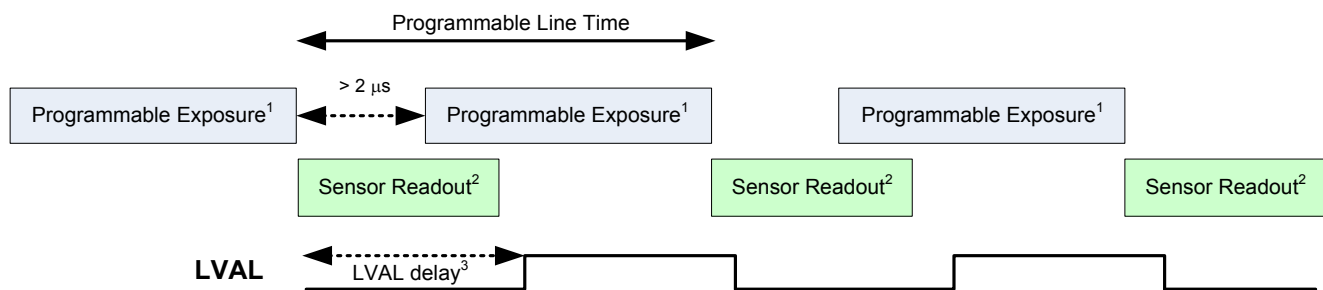 Programmable Line Time
> 2 μs
Programmable Exposure¹ Programmable Exposure¹ Programmable Exposure¹
Sensor Readout² Sensor Readout² Sensor Readout²
LVAL LVAL delay³